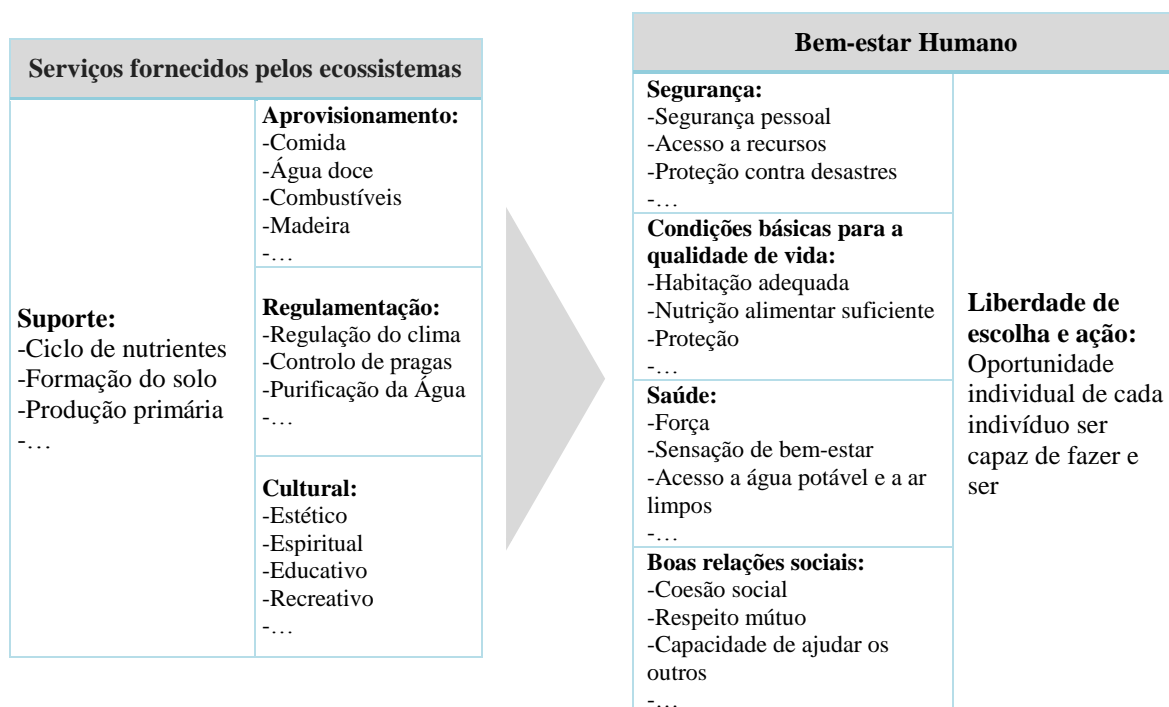 Serviços fornecidos pelos ecossistemas
Suporte:
-Ciclo de nutrientes
-Formação do solo
-Produção primária
-…
Aprovisionamento:
-Comida
-Água doce
-Combustíveis
-Madeira
-…
Regulamentação:
-Regulação do clima
-Controlo de pragas
-Purificação da Água
-…
Cultural:
-Estético
-Espiritual
-Educativo
-Recreativo
-…
Bem-estar Humano
Segurança:
-Segurança pessoal
-Acesso a recursos
-Proteção contra desastres
-…
Condições básicas para a
qualidade de vida:
-Habitação adequada
-Nutrição alimentar suficiente
-Proteção
-…
Saúde:
-Força
-Sensação de bem-estar
-Acesso a água potável e a ar
limpos
-…
Boas relações sociais:
-Coesão social
-Respeito mútuo
-Capacidade de ajudar os
outros
-…
Liberdade de
escolha e ação:
Oportunidade
individual de cada
indivíduo ser
capaz de fazer e
ser